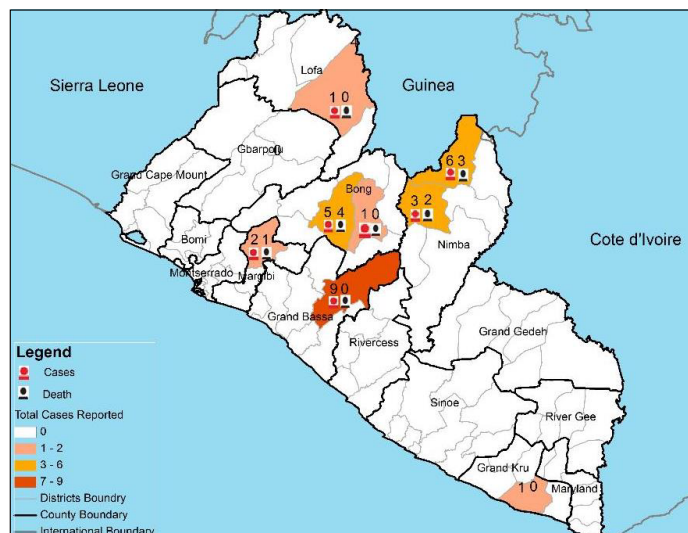 Sierra Leone
Guinea
Cote d'Ivoire
Lofa
1 0
Gbarpolu
Grand Cape Mount
Bong
6 3
5 4
1 0
3 2
Nimba
Bomi
2 1
Montserrado
Margibi
9 0
Grand Bassa
Rivercess
Grand Gedeh
Sinoe
River Gee
Grand Kru
Maryland
1 0
Legend
Cases
Death
Total Cases Reported
0
1 - 2
3 - 6
7 - 9
Districts Boundry
County Boundary
International Boundary